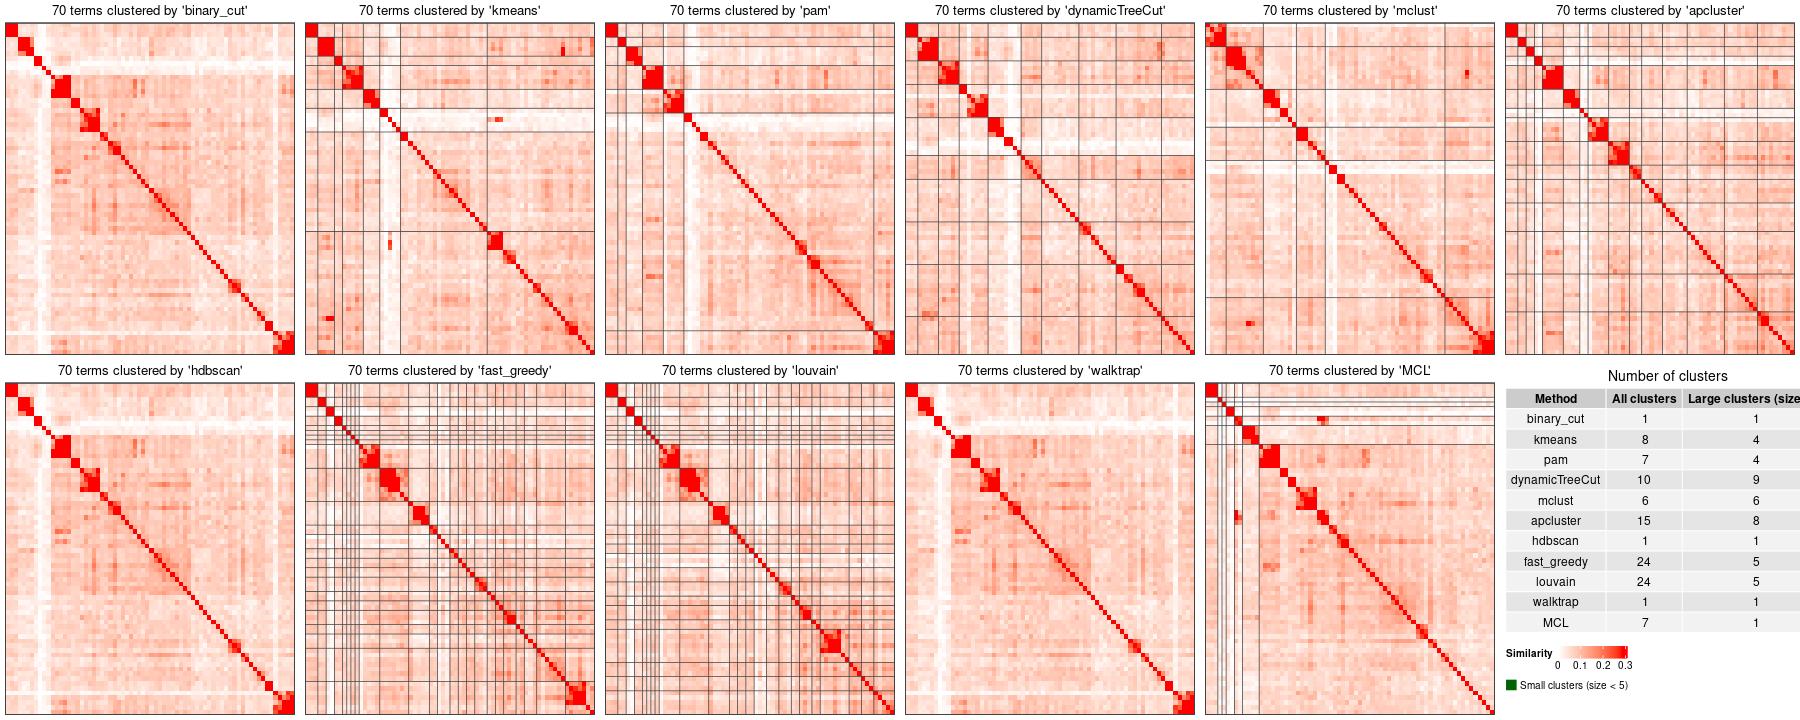 70 terms clustered by 'binary_cut'
70 terms clustered by 'kmeans'
70 terms clustered by 'pam'
70 terms clustered by 'dynamicTreeCut'
70 terms clustered by 'mclust'
70 terms clustered by 'apcluster'
70 terms clustered by 'hdbscan'
70 terms clustered by 'fast_greedy'
70 terms clustered by 'louvain'
70 terms clustered by 'walktrap'
70 terms clustered by 'MCL'
Number of clusters
Method All clusters Large clusters (size
binary_cut 1 1
kmeans 8 4
pam 7 4
dynamicTreeCut 10 9
mclust 6 6
apcluster 15 8
hdbscan 1 1
fast_greedy 24 5
louvain 24 5
walktrap 1 1
MCL 7 1
Similarity
0 0.1 0.2 0.3
Small clusters (size < 5)